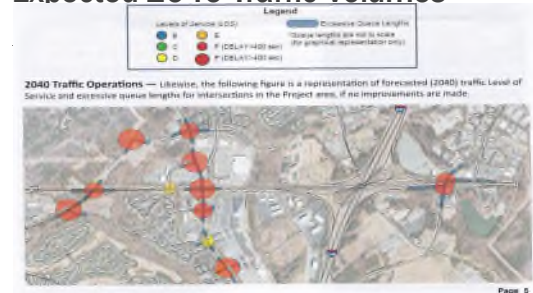 Expected 2040 Traffic Volumes
Legend
Levels of Service (LOS)
Excessive Queue Lengths
B
E
*Queue lengths are not to scale
(for graphical representation only)
C
F (DELAY<400 sec)
D
F (DELAY>400 sec)
2040 Traffic Operations — Likewise, the following figure is a representation of forecasted (2040) traffic Level of
Service and excessive queue lengths for intersections in the Project area, if no improvements are made.
Page 5